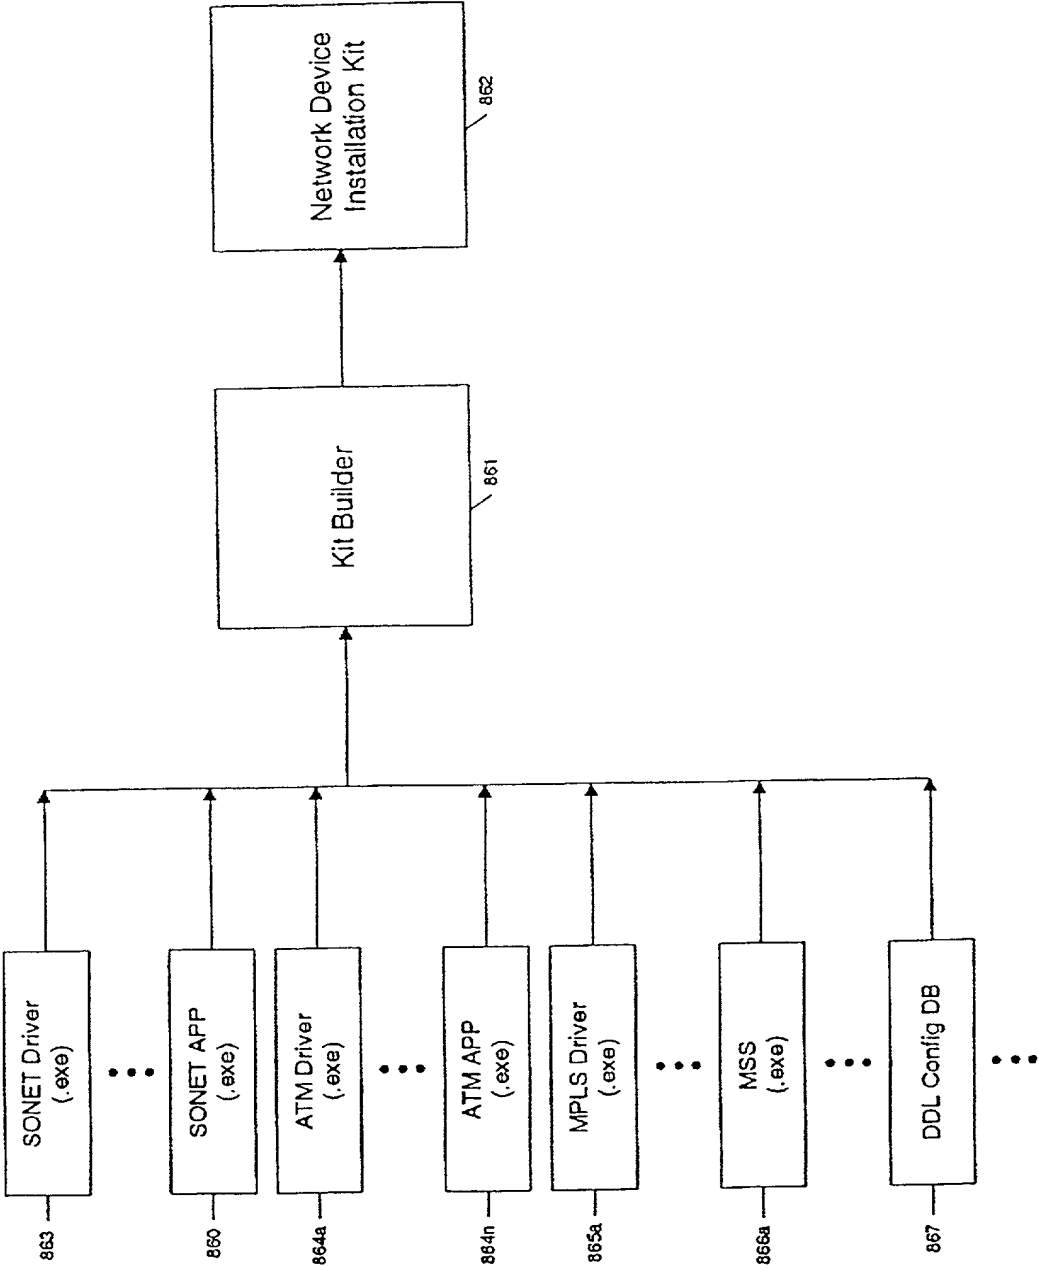 863
SONET Driver
(.exe)
860
SONET APP
(.exe)
864a
ATM Driver
(.exe)
864n
ATM APP
(.exe)
865a
MPLS Driver
(.exe)
866a
MSS
(.exe)
867
DDL Config DB
Kit Builder
861
Network Device
Installation Kit
862